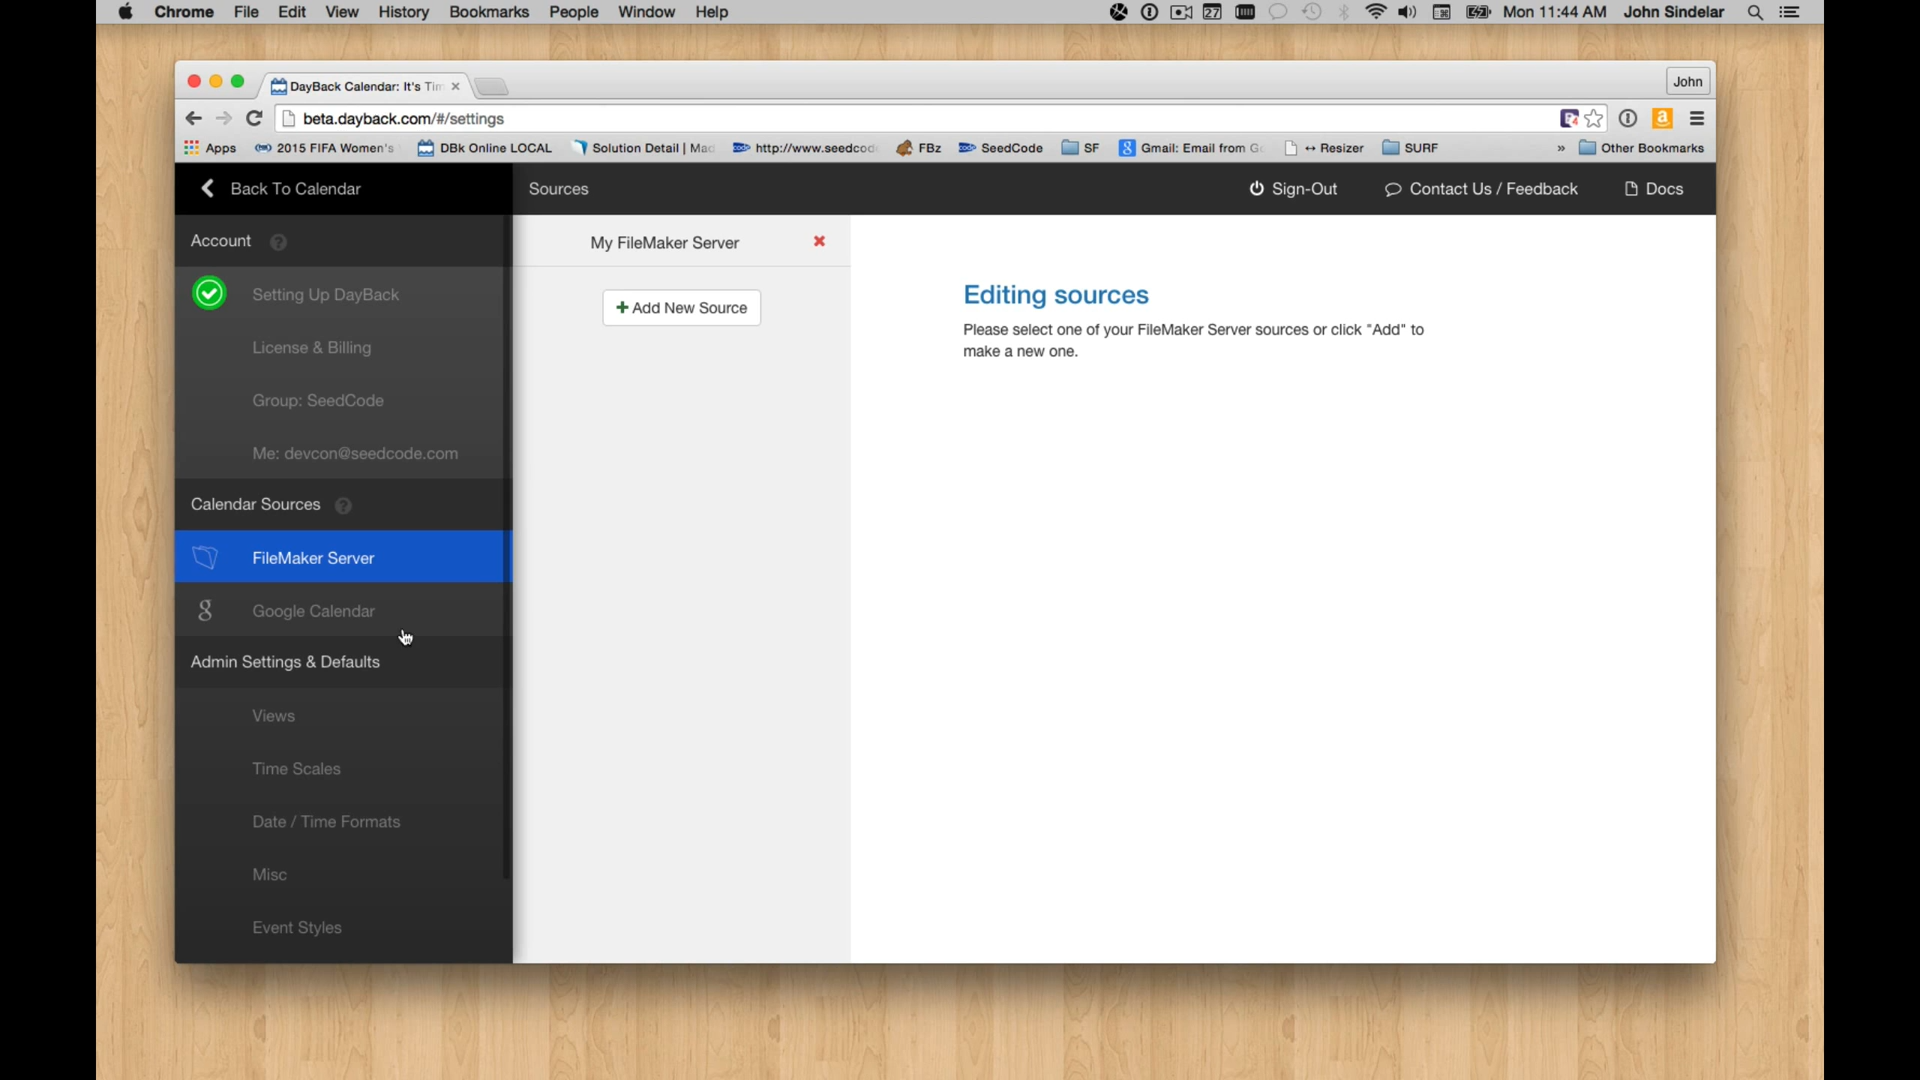 Chrome File Edit View History Bookmarks People Window Help 27 Mon 11:44 AM John Sindelar
DayBack Calendar: It's Tim John
beta.dayback.com/#/settings
Apps 2015 FIFA Women's DBk Online LOCAL Solution Detail | Mad http://www.seedcod FBz SeedCode SF Gmail: Email from Go ↔ Resizer SURF » Other Bookmarks
Back To Calendar Sources Sign-Out Contact Us / Feedback Docs
Account ?
Setting Up DayBack
License & Billing
Group: SeedCode
Me: devcon@seedcode.com
Calendar Sources ?
FileMaker Server
8 Google Calendar
Admin Settings & Defaults
Views
Time Scales
Date / Time Formats
Misc
Event Styles
My FileMaker Server
+ Add New Source
Editing sources
Please select one of your FileMaker Server sources or click "Add" to
make a new one.